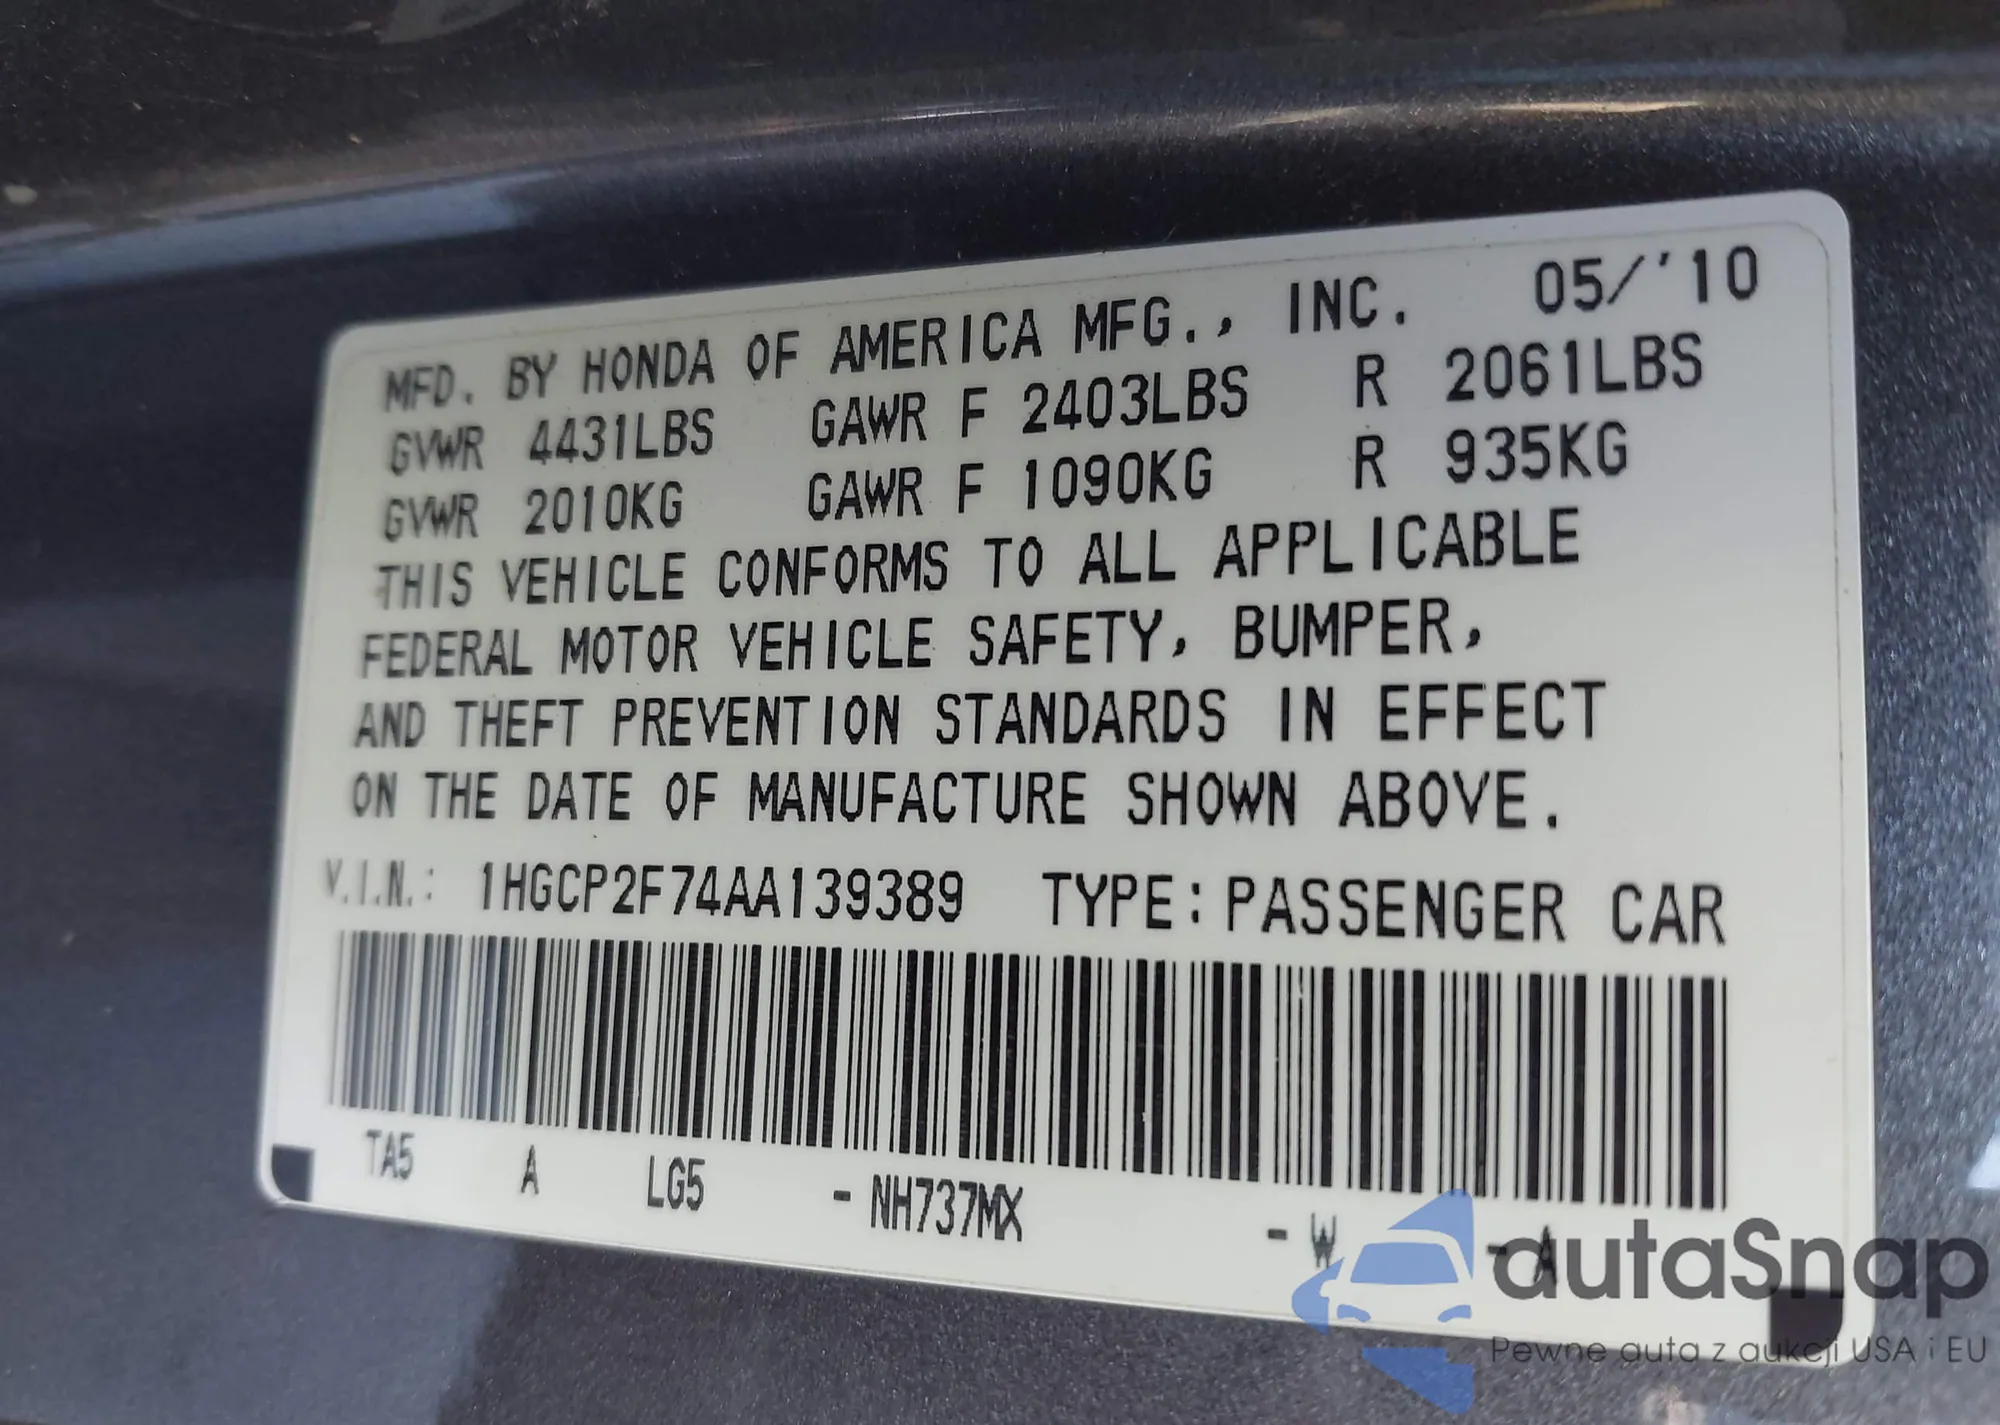 MFD. BY HONDA OF AMERICA MFG., INC. 05/'10
GVWR 4431LBS GAWR F 2403LBS R 2061LBS
GVWR 2010KG GAWR F 1090KG R 935KG
THIS VEHICLE CONFORMS TO ALL APPLICABLE
FEDERAL MOTOR VEHICLE SAFETY, BUMPER,
AND THEFT PREVENTION STANDARDS IN EFFECT
ON THE DATE OF MANUFACTURE SHOWN ABOVE.
V.I.N.: 1HGCP2F74AA139389 TYPE: PASSENGER CAR
TA5 A LG5 - NH737MX - W - A
autaSnap
Pewne auta z aukcji USA i EU